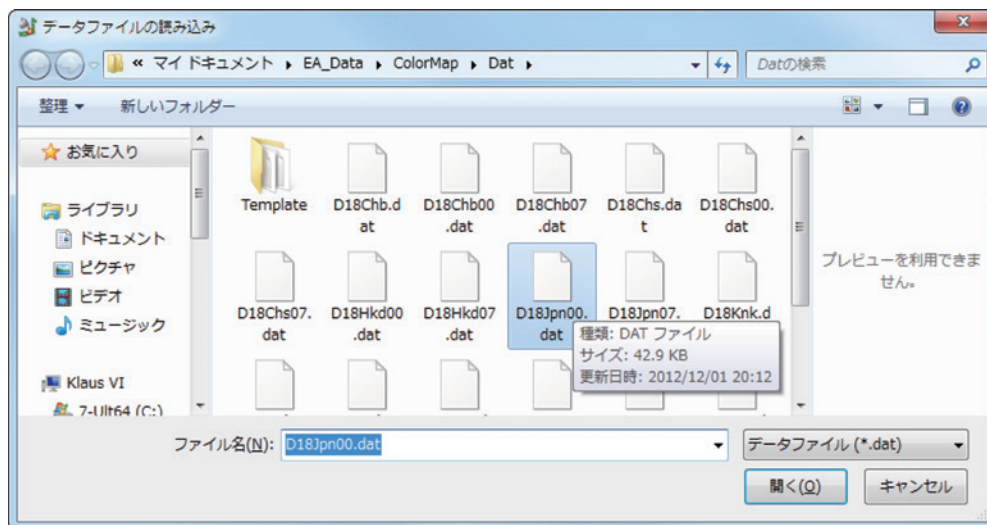 データファイルの読み込み
« マイ ドキュメント ▸ EA_Data ▸ ColorMap ▸ Dat ▸
Datの検索
整理 ▼ 新しいフォルダー
お気に入り
ライブラリ
ドキュメント
ピクチャ
ビデオ
ミュージック
Klaus VI
7-Ult64 (C:)
Template
D18Chb.d
at
D18Chb00
.dat
D18Chb07
.dat
D18Chs.da
t
D18Chs00.
dat
D18Chs07.
dat
D18Hkd00
.dat
D18Hkd07
.dat
D18Jpn00.
dat
D18Jpn07.
D18Knk.d
種類: DAT ファイル
サイズ: 42.9 KB
更新日時: 2012/12/01 20:12
プレビューを利用できま
せん。
ファイル名(N): D18Jpn00.dat
データファイル (*.dat)
開く(O) キャンセル